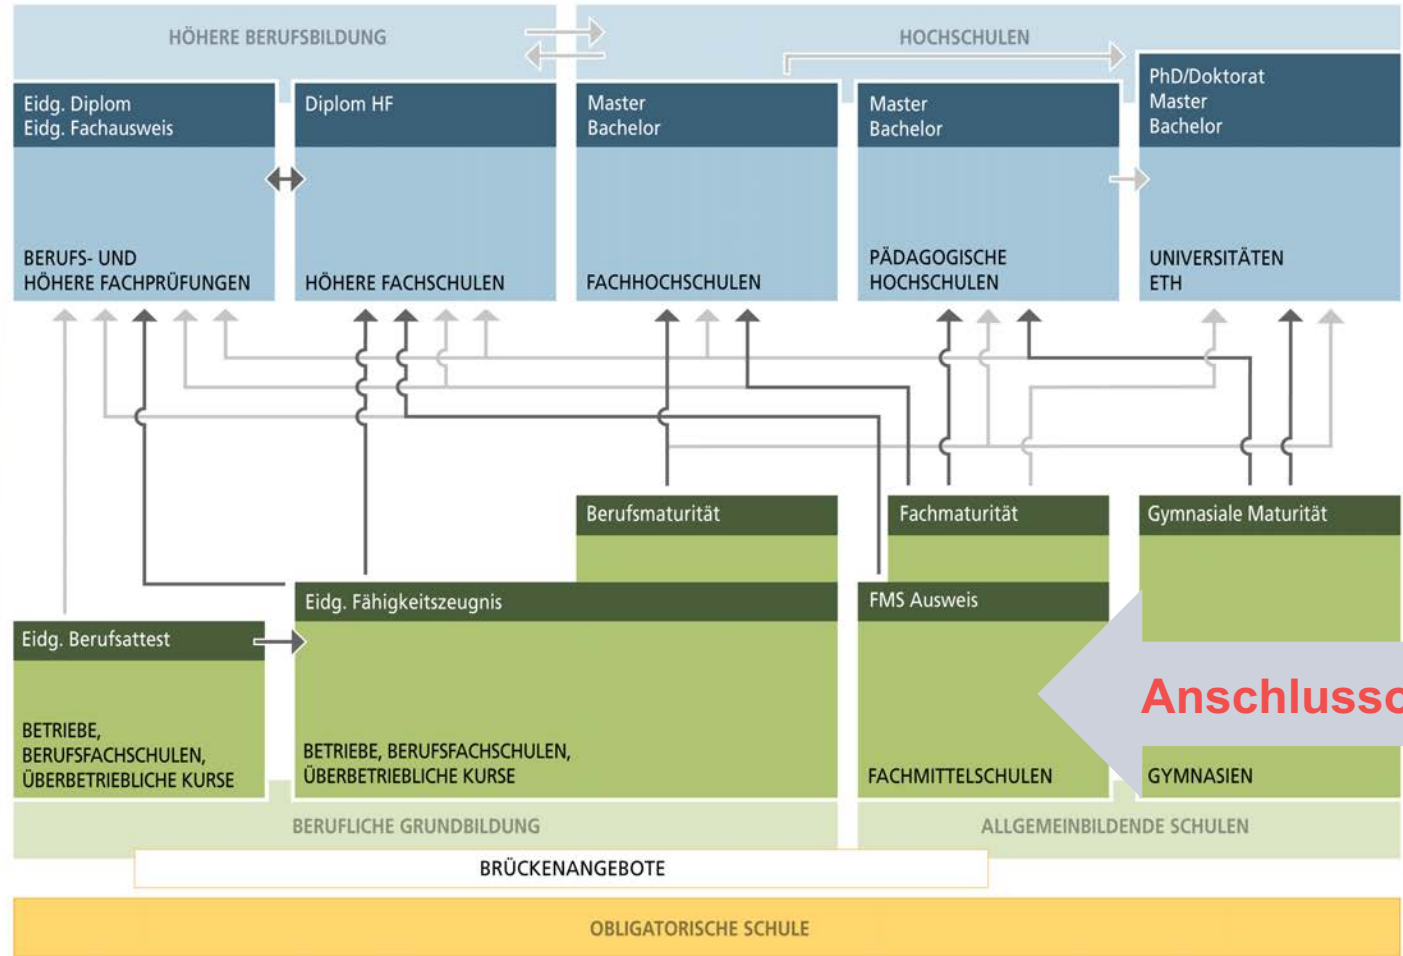 HÖHERE BERUFSBILDUNG
HOCHSCHULEN
Eidg. Diplom
Eidg. Fachausweis
BERUFS- UND
HÖHERE FACHPRÜFUNGEN
Diplom HF
HÖHERE FACHSCHULEN
Master
Bachelor
FACHHOCHSCHULEN
Master
Bachelor
PÄDAGOGISCHE
HOCHSCHULEN
PhD/Doktorat
Master
Bachelor
UNIVERSITÄTEN
ETH
Berufsmaturität
Fachmaturität
Gymnasiale Maturität
Eidg. Fähigkeitszeugnis
FMS Ausweis
Eidg. Berufsattest
BETRIEBE,
BERUFSFACHSCHULEN,
ÜBERBETRIEBLICHE KURSE
BETRIEBE, BERUFSFACHSCHULEN,
ÜBERBETRIEBLICHE KURSE
FACHMITTELSCHULEN
GYMNASIEN
BERUFLICHE GRUNDBILDUNG
ALLGEMEINBILDENDE SCHULEN
BRÜCKENANGEBOTE
OBLIGATORISCHE SCHULE